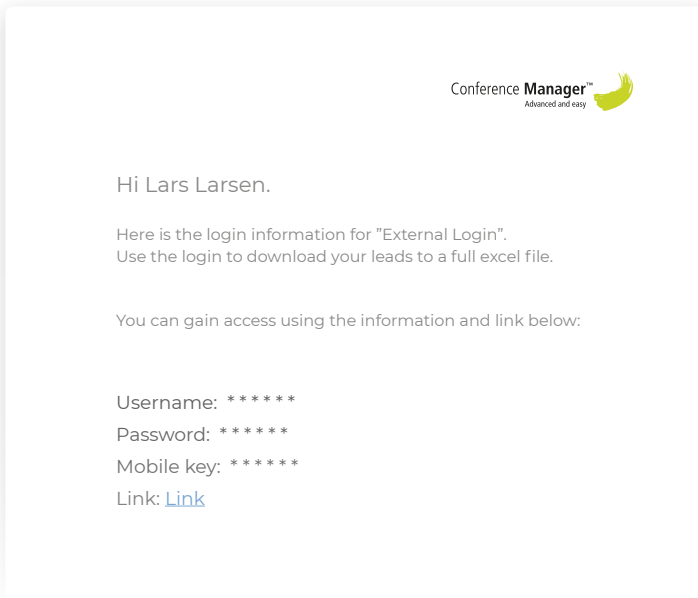 Conference Manager™
Advanced and easy
Hi Lars Larsen.
Here is the login information for ”External Login”.
Use the login to download your leads to a full excel file.
You can gain access using the information and link below:
Username: * * * * * *
Password: * * * * * *
Mobile key: * * * * * *
Link: Link